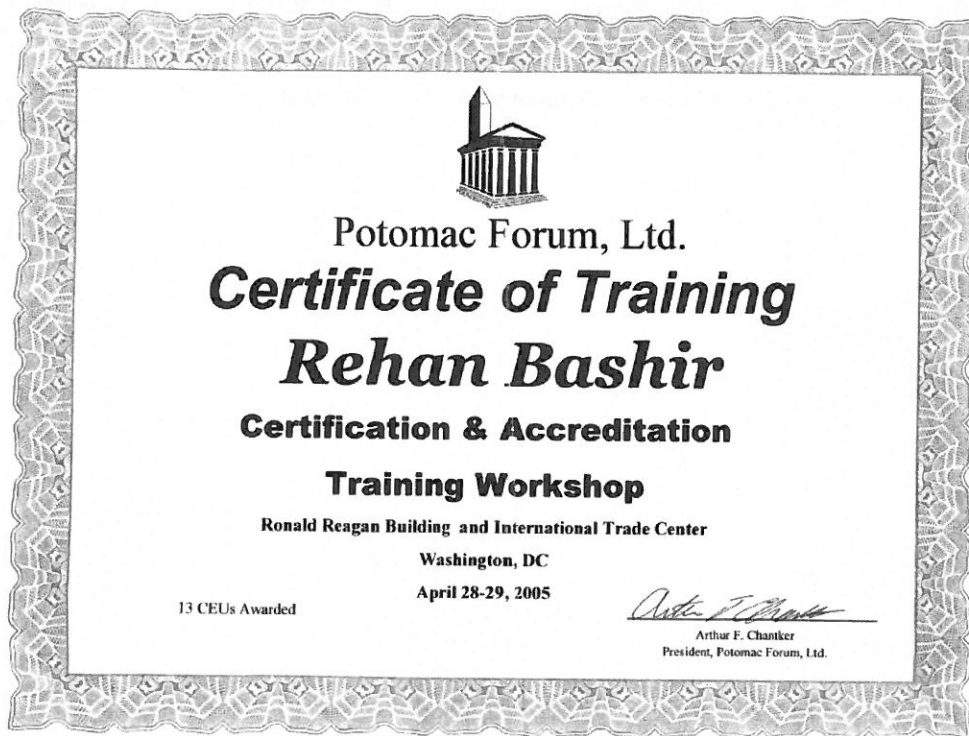 Potomac Forum, Ltd.
Certificate of Training
Rehan Bashir
Certification & Accreditation
Training Workshop
Ronald Reagan Building and International Trade Center
Washington, DC
April 28-29, 2005
13 CEUs Awarded
Arthur F. Chantker
President, Potomac Forum, Ltd.